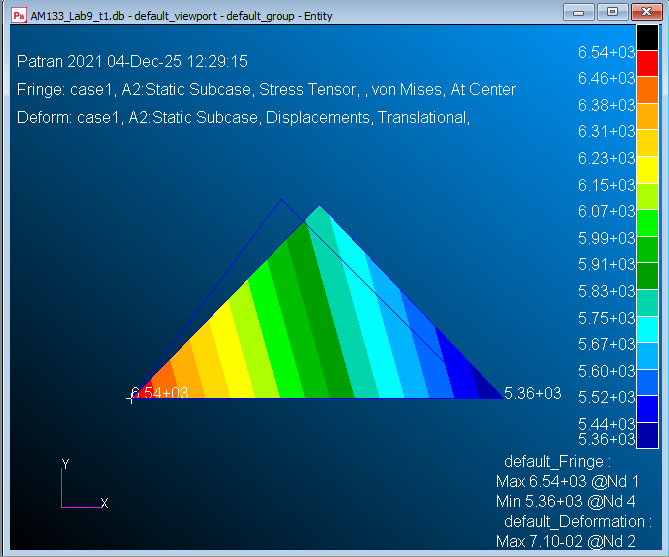 Pa AM133_Lab9_t1.db - default_viewport - default_group - Entity
Patran 2021 04-Dec-25 12:29:15
Fringe: case1, A2:Static Subcase, Stress Tensor, , von Mises, At Center
Deform: case1, A2:Static Subcase, Displacements, Translational,
6.54+03
6.46+03
6.38+03
6.31+03
6.23+03
6.15+03
6.07+03
5.99+03
5.91+03
5.83+03
5.75+03
5.67+03
5.60+03
5.52+03
5.44+03
5.36+03
6.54+03
5.36+03
Y
X
default_Fringe :
Max 6.54+03 @Nd 1
Min 5.36+03 @Nd 4
default_Deformation :
Max 7.10-02 @Nd 2